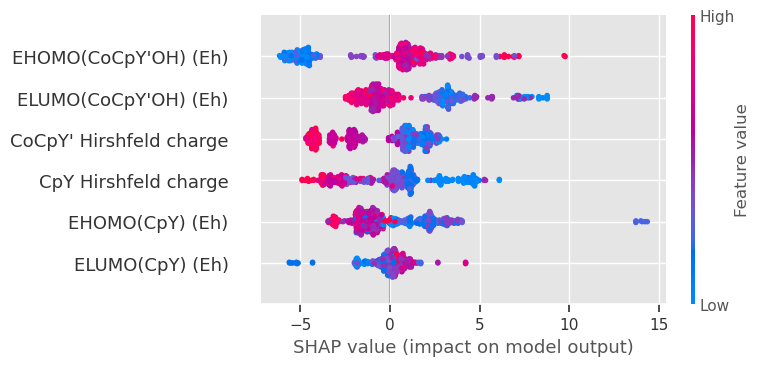 High
EHOMO(CoCpY'OH) (Eh)
ELUMO(CoCpY'OH) (Eh)
CoCpY' Hirshfeld charge
CpY Hirshfeld charge
EHOMO(CpY) (Eh)
ELUMO(CpY) (Eh)
Feature value
Low
−5 0 5 10 15
SHAP value (impact on model output)